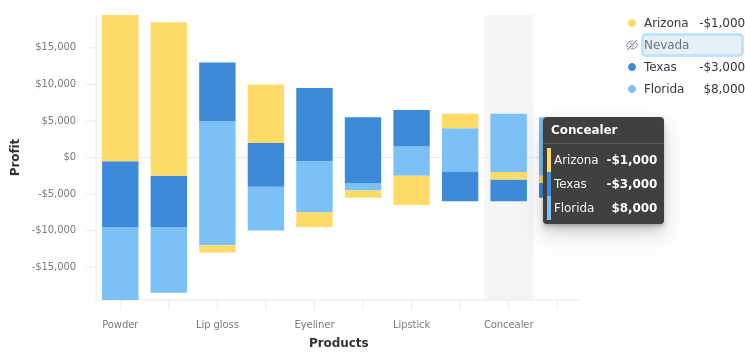 Arizona -$1,000
Nevada
Texas -$3,000
Florida $8,000
Profit
$15,000
$10,000
$5,000
$0
-$5,000
-$10,000
-$15,000
Concealer
Arizona -$1,000
Texas -$3,000
Florida $8,000
Powder Lip gloss Eyeliner Lipstick Concealer
Products